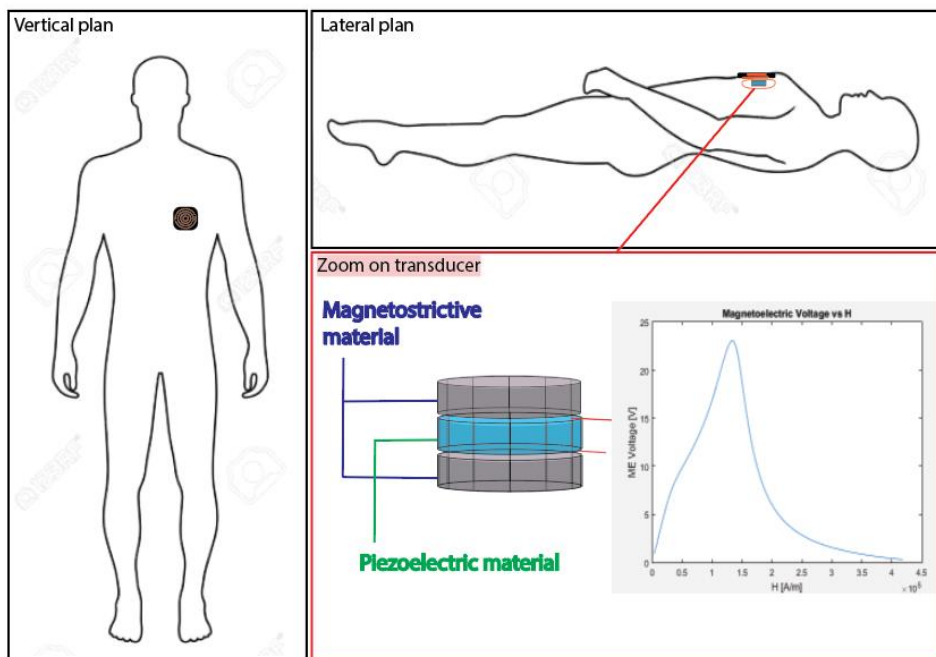 Vertical plan
Lateral plan
Zoom on transducer
Magnetostrictive
material
Piezoelectric material
Magnetoelectric Voltage vs H
ME Voltage [V]
25
20
15
10
5
0
0
0.5
1
1.5
2
2.5
3
3.5
4
4.5
H [A/m]